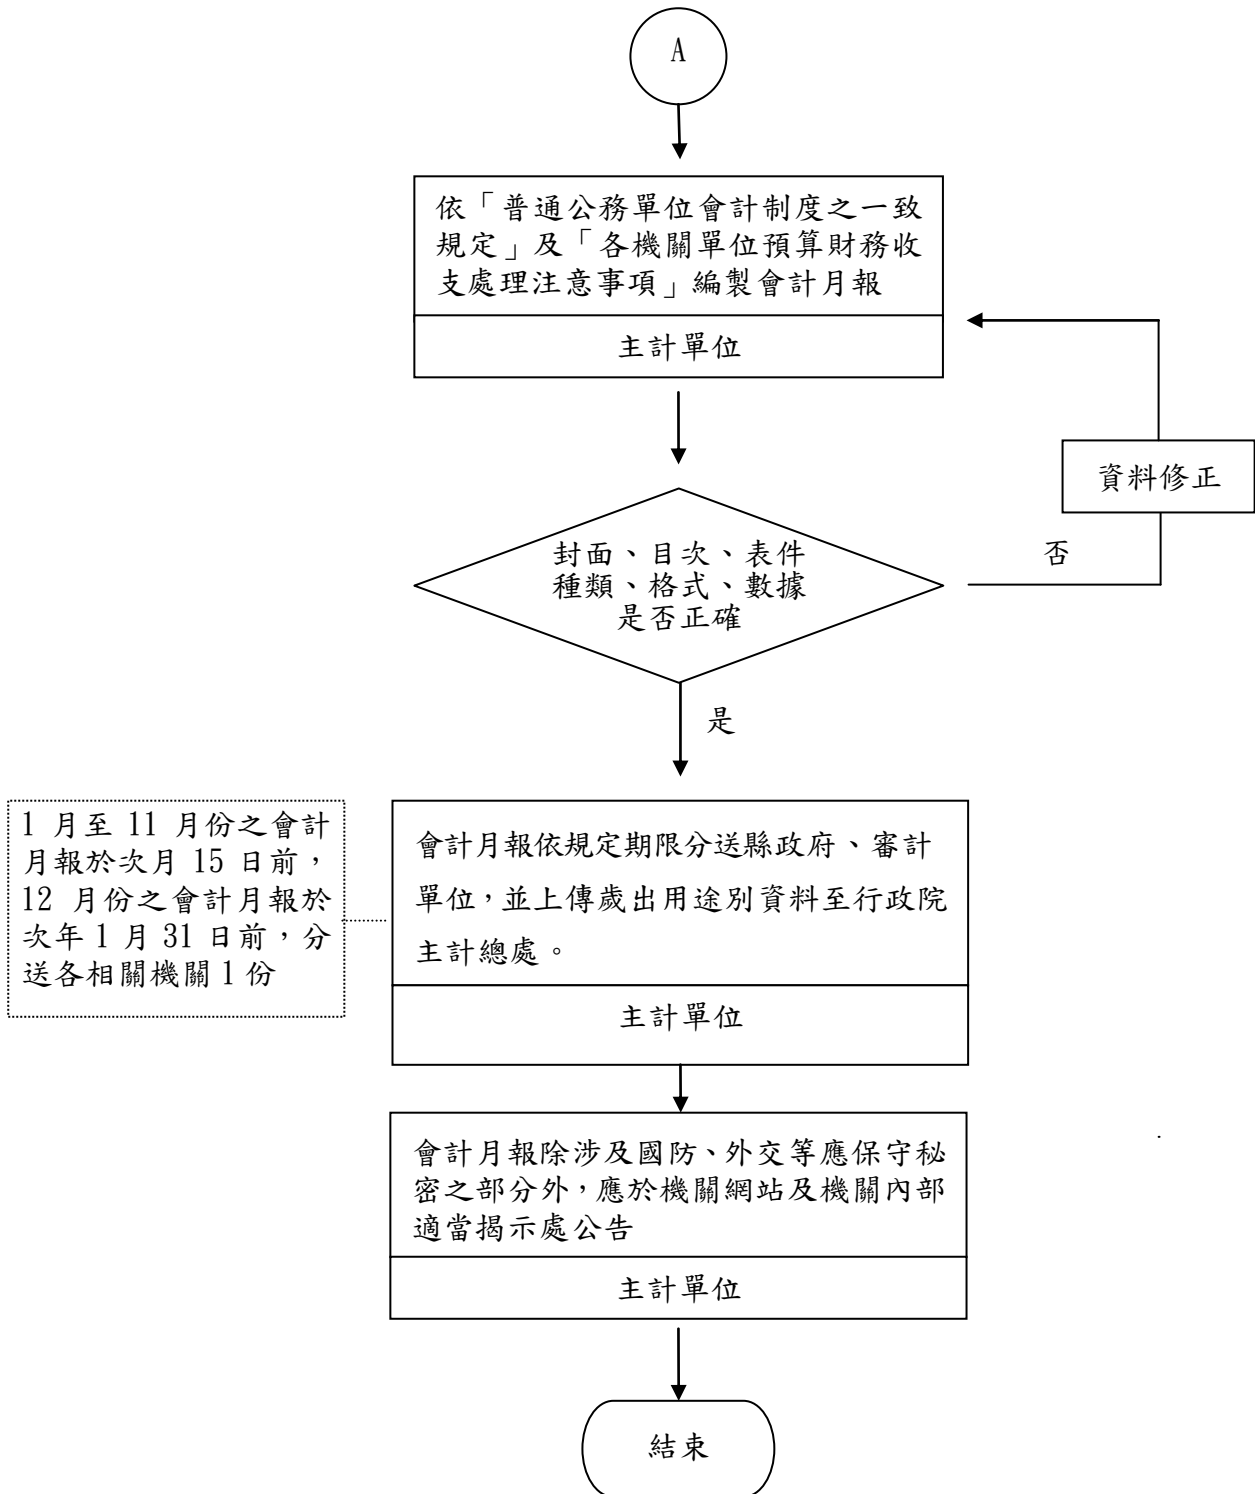 A
依「普通公務單位會計制度之一致
規定」及「各機關單位預算財務收
支處理注意事項」編製會計月報
主計單位
資料修正
封面、目次、表件
種類、格式、數據
是否正確
否
是
1 月至 11 月份之會計
月報於次月 15 日前，
12 月份之會計月報於
次年 1 月 31 日前，分
送各相關機關 1 份
會計月報依規定期限分送縣政府、審計
單位，並上傳歲出用途別資料至行政院
主計總處。
主計單位
會計月報除涉及國防、外交等應保守秘
密之部分外，應於機關網站及機關內部
適當揭示處公告
主計單位
結束